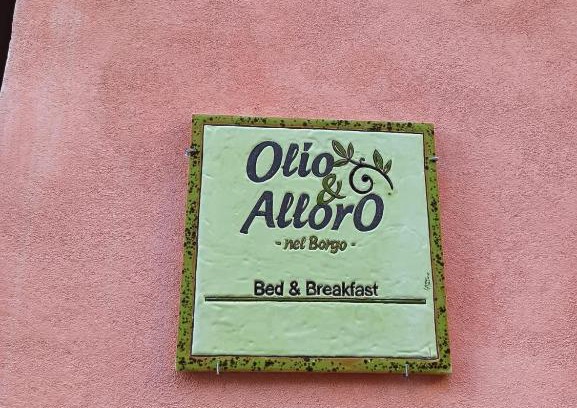 Olio
&
AllorO
- nel Borgo -
Bed & Breakfast